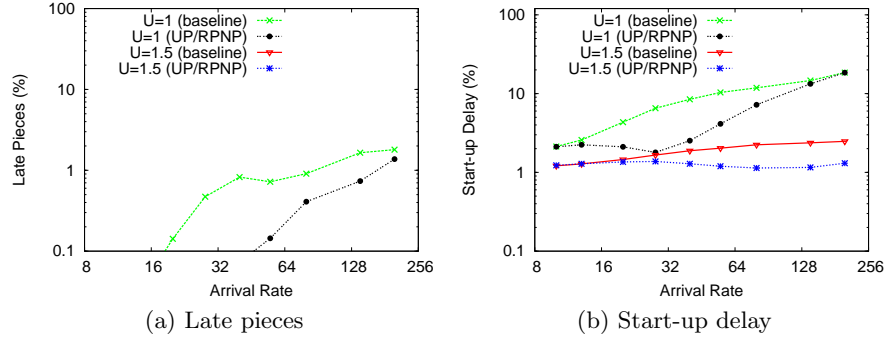 U=1 (baseline)
U=1 (UP/RPNP)
U=1.5 (baseline)
U=1.5 (UP/RPNP)
Late Pieces (%)
100
10
1
0.1
8 16 32 64 128 256
Arrival Rate
(a) Late pieces
U=1 (baseline)
U=1 (UP/RPNP)
U=1.5 (baseline)
U=1.5 (UP/RPNP)
Start-up Delay (%)
100
10
1
0.1
8 16 32 64 128 256
Arrival Rate
(b) Start-up delay